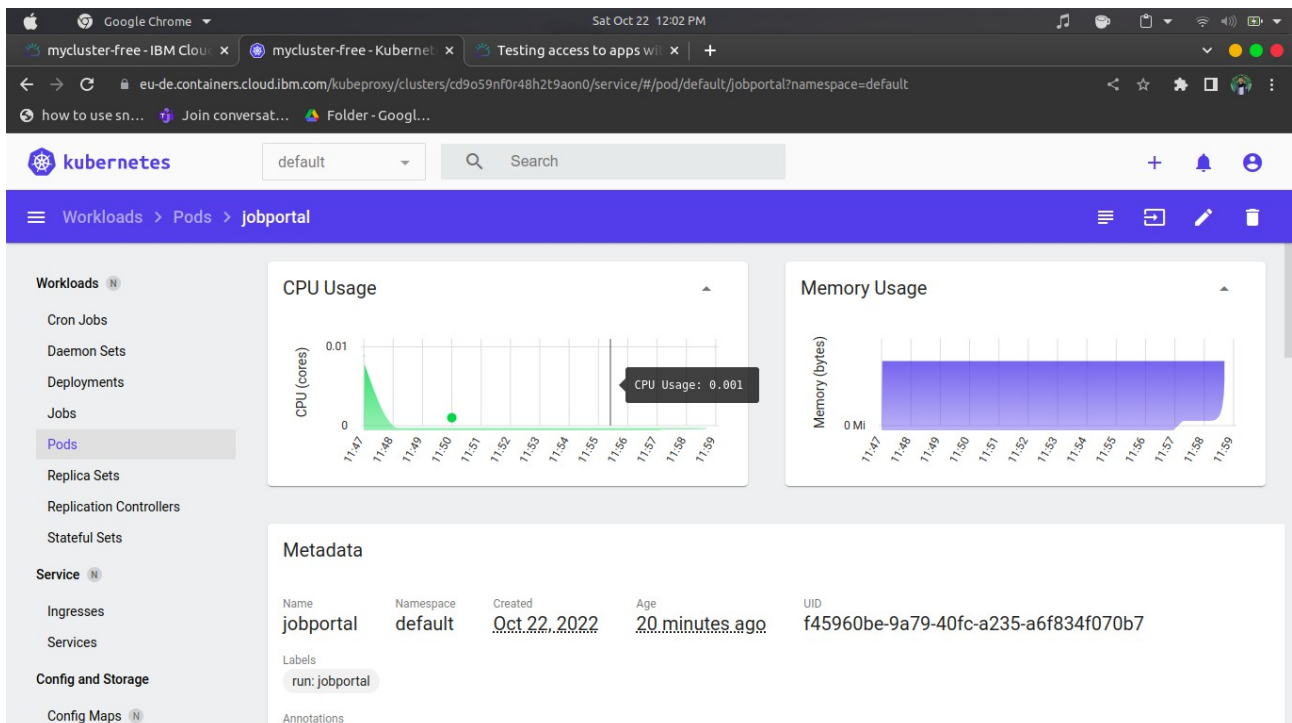 Google Chrome
Sat Oct 22 12:02 PM
mycluster-free - IBM Clou
mycluster-free - Kubernet
Testing access to apps wit
eu-de.containers.cloud.ibm.com/kubeproxy/clusters/cd9o59nf0r48h2t9aon0/service/#/pod/default/jobportal?namespace=default
how to use sn...
Join conversat...
Folder - Googl...
kubernetes
default
Search
Workloads > Pods > jobportal
Workloads N
Cron Jobs
Daemon Sets
Deployments
Jobs
Pods
Replica Sets
Replication Controllers
Stateful Sets
Service N
Ingresses
Services
Config and Storage
Config Maps N
CPU Usage
CPU (cores)
0.01
0
CPU Usage: 0.001
11:47 11:48 11:49 11:50 11:51 11:52 11:53 11:54 11:55 11:56 11:57 11:58 11:59
Memory Usage
Memory (bytes)
0 Mi
11:47 11:48 11:49 11:50 11:51 11:52 11:53 11:54 11:55 11:56 11:57 11:58 11:59
Metadata
Name Namespace Created Age UID
jobportal default Oct 22, 2022 20 minutes ago f45960be-9a79-40fc-a235-a6f834f070b7
Labels
run: jobportal
Annotations